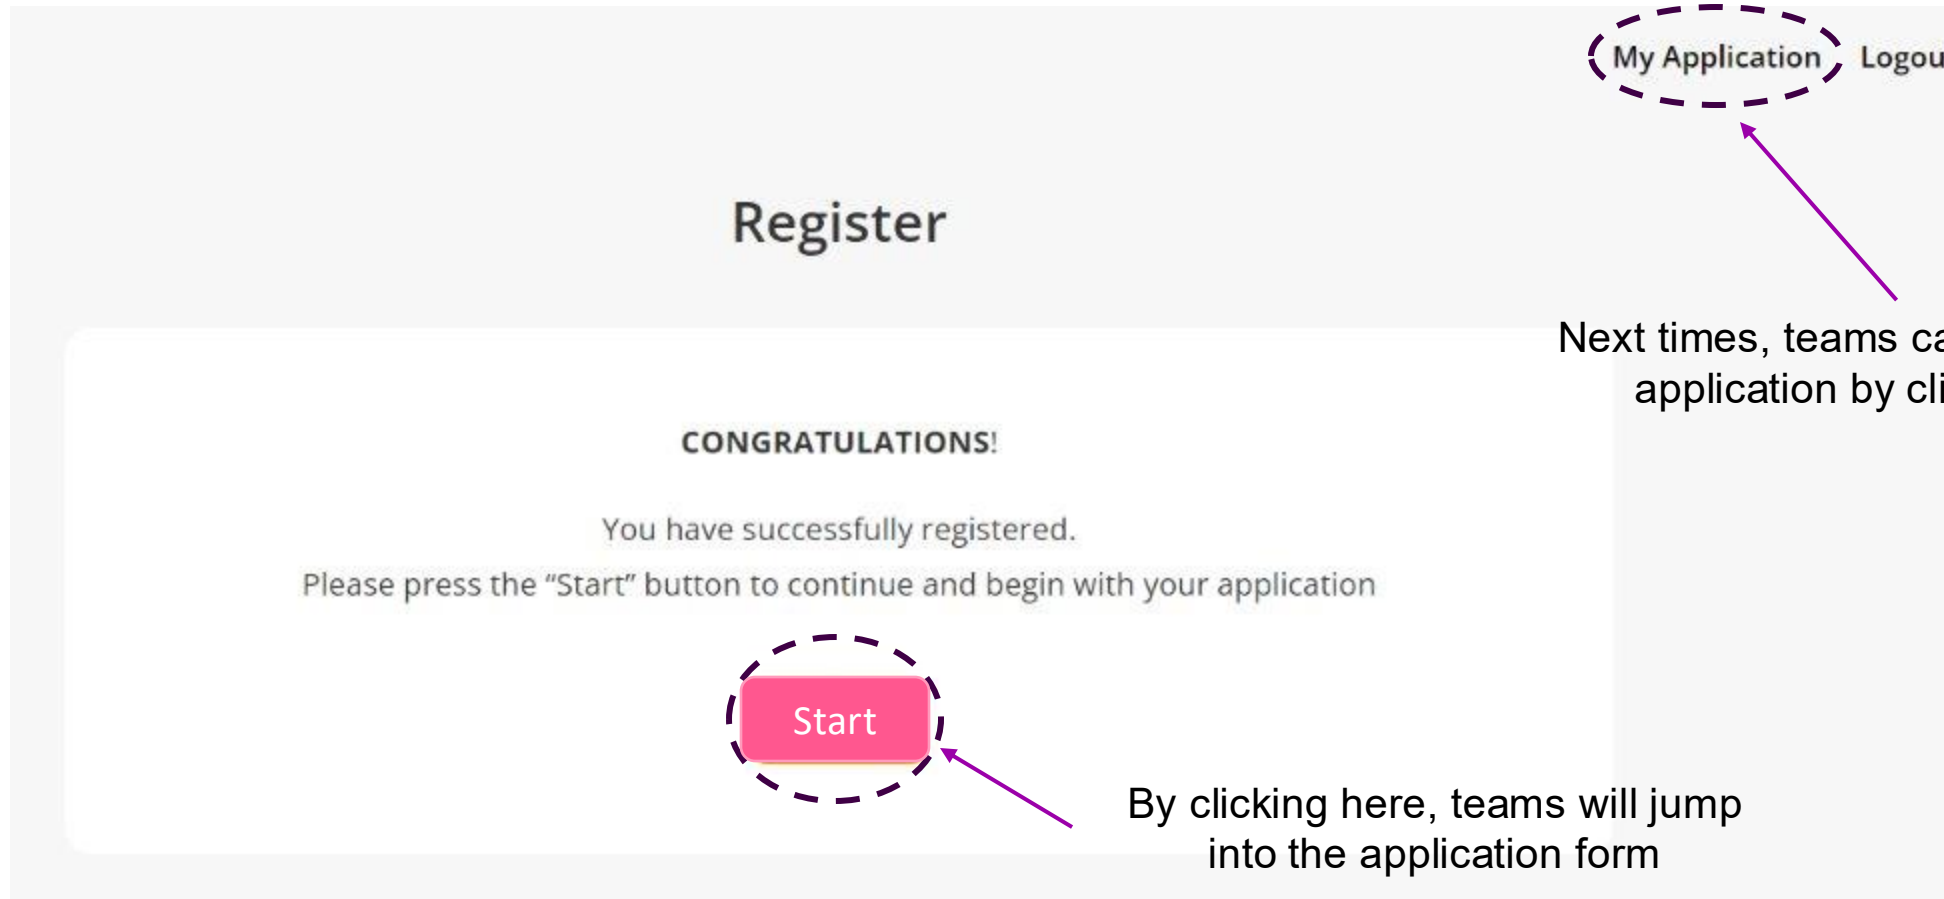 My Application Logou
Register
Next times, teams ca
application by cli
CONGRATULATIONS!
You have successfully registered.
Please press the “Start” button to continue and begin with your application
Start
By clicking here, teams will jump
into the application form